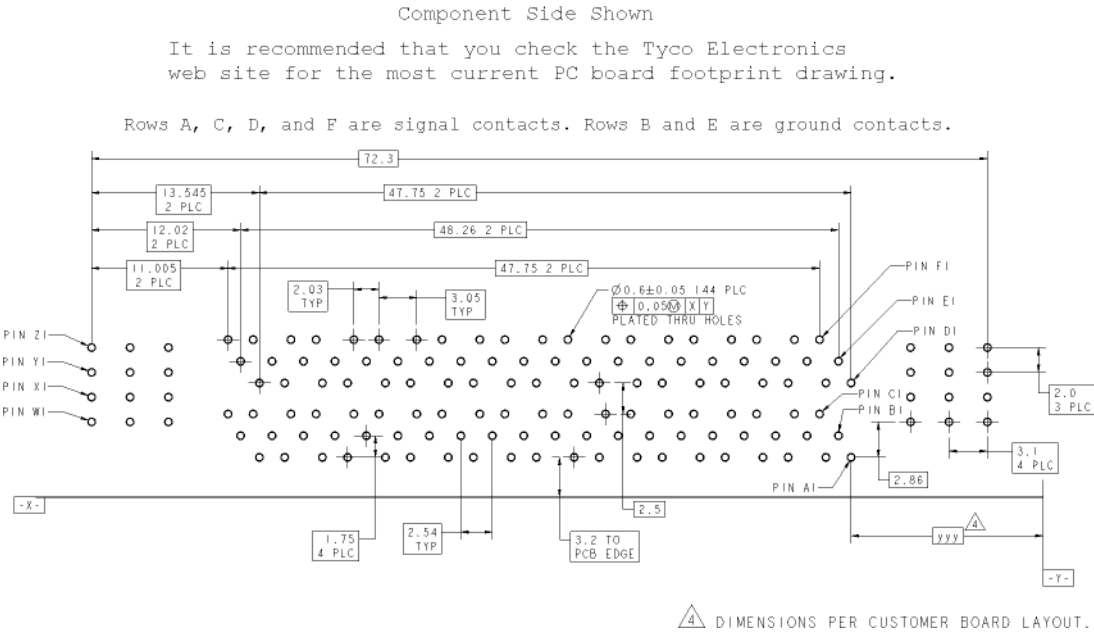 Component Side Shown
It is recommended that you check the Tyco Electronics
web site for the most current PC board footprint drawing.
Rows A, C, D, and F are signal contacts. Rows B and E are ground contacts.
72.3
13.545
2 PLC
47.75 2 PLC
12.02
2 PLC
48.26 2 PLC
11.005
2 PLC
47.75 2 PLC
PIN F1
2.03
TYP
3.05
TYP
Ø0.6±0.05 144 PLC
⌖ 0.05Ⓜ X Y
PLATED THRU HOLES
PIN E1
PIN D1
PIN Z1
PIN Y1
PIN X1
PIN W1
PIN C1
PIN B1
2.0
3 PLC
3.1
4 PLC
2.86
PIN A1
-X-
2.5
1.75
4 PLC
2.54
TYP
3.2 TO
PCB EDGE
yyy
4
-Y-
4 DIMENSIONS PER CUSTOMER BOARD LAYOUT.